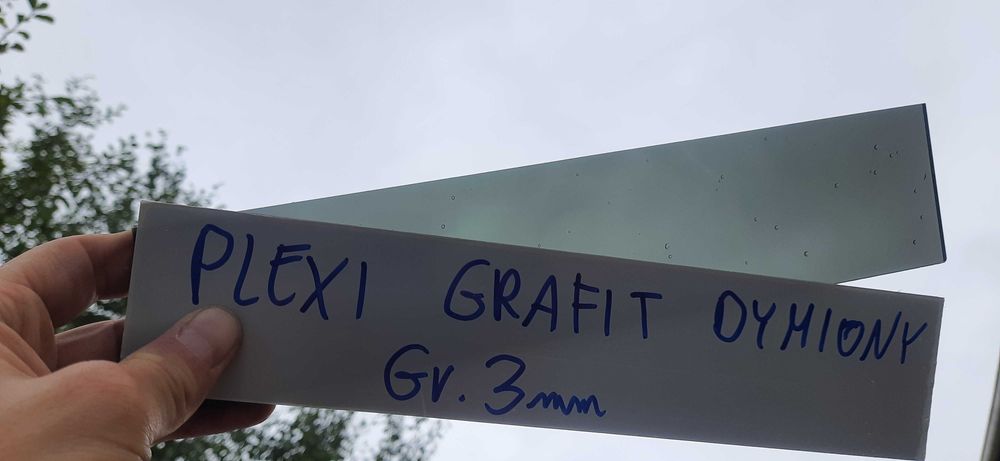 PLEXI GRAFIT DYMIONY
Gr. 3mm